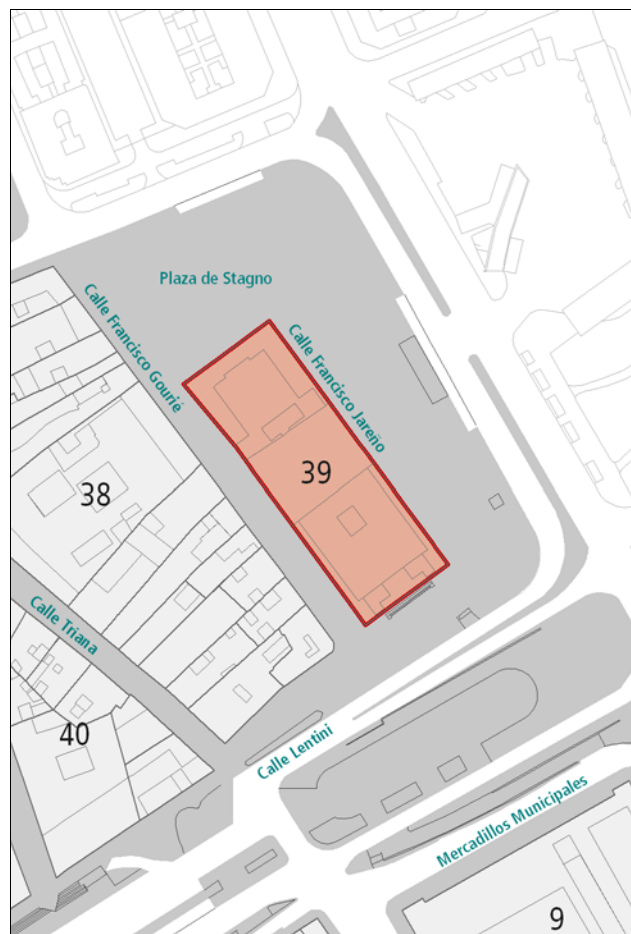 Plaza de Stagno
Calle Francisco Gourié
Calle Francisco Jareño
39
38
Calle Triana
40
Calle Lentini
Mercadillos Municipales
9